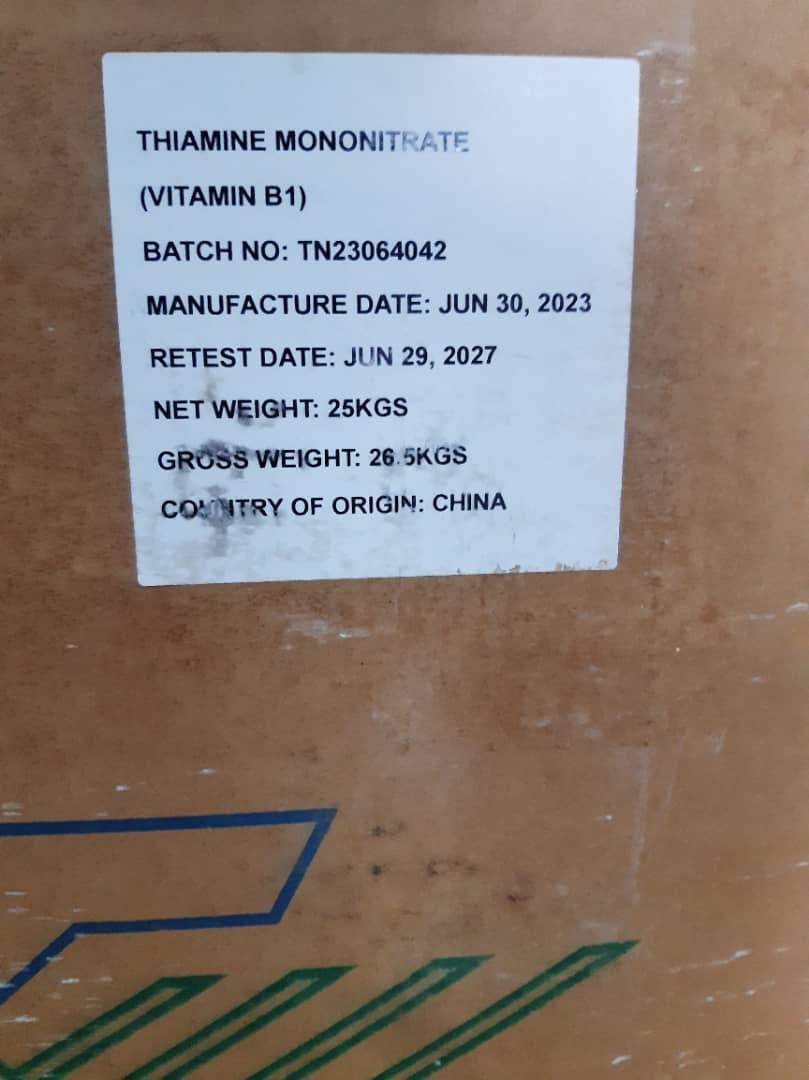 THIAMINE MONONITRATE
(VITAMIN B1)
BATCH NO: TN23064042
MANUFACTURE DATE: JUN 30, 2023
RETEST DATE: JUN 29, 2027
NET WEIGHT: 25KGS
GROSS WEIGHT: 26.5KGS
COUNTRY OF ORIGIN: CHINA